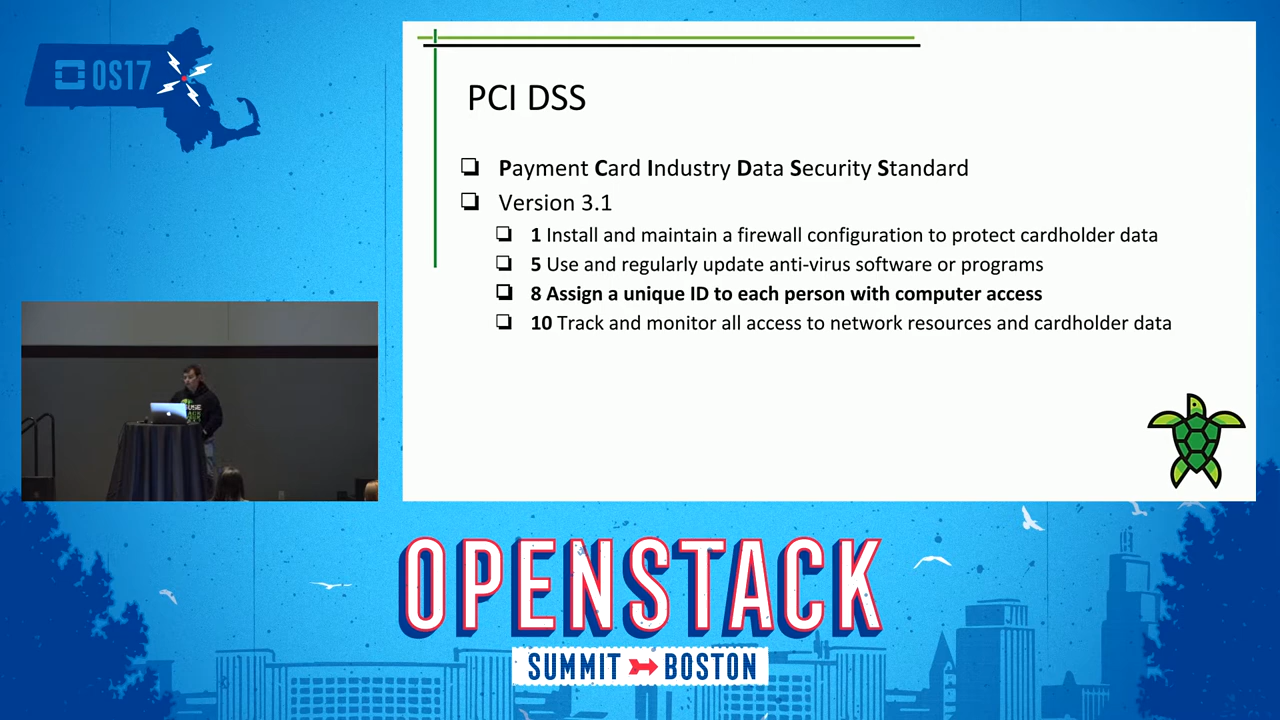 OS17
PCI DSS
Payment Card Industry Data Security Standard
Version 3.1
1 Install and maintain a firewall configuration to protect cardholder data
5 Use and regularly update anti-virus software or programs
8 Assign a unique ID to each person with computer access
10 Track and monitor all access to network resources and cardholder data
OPENSTACK
SUMMIT BOSTON